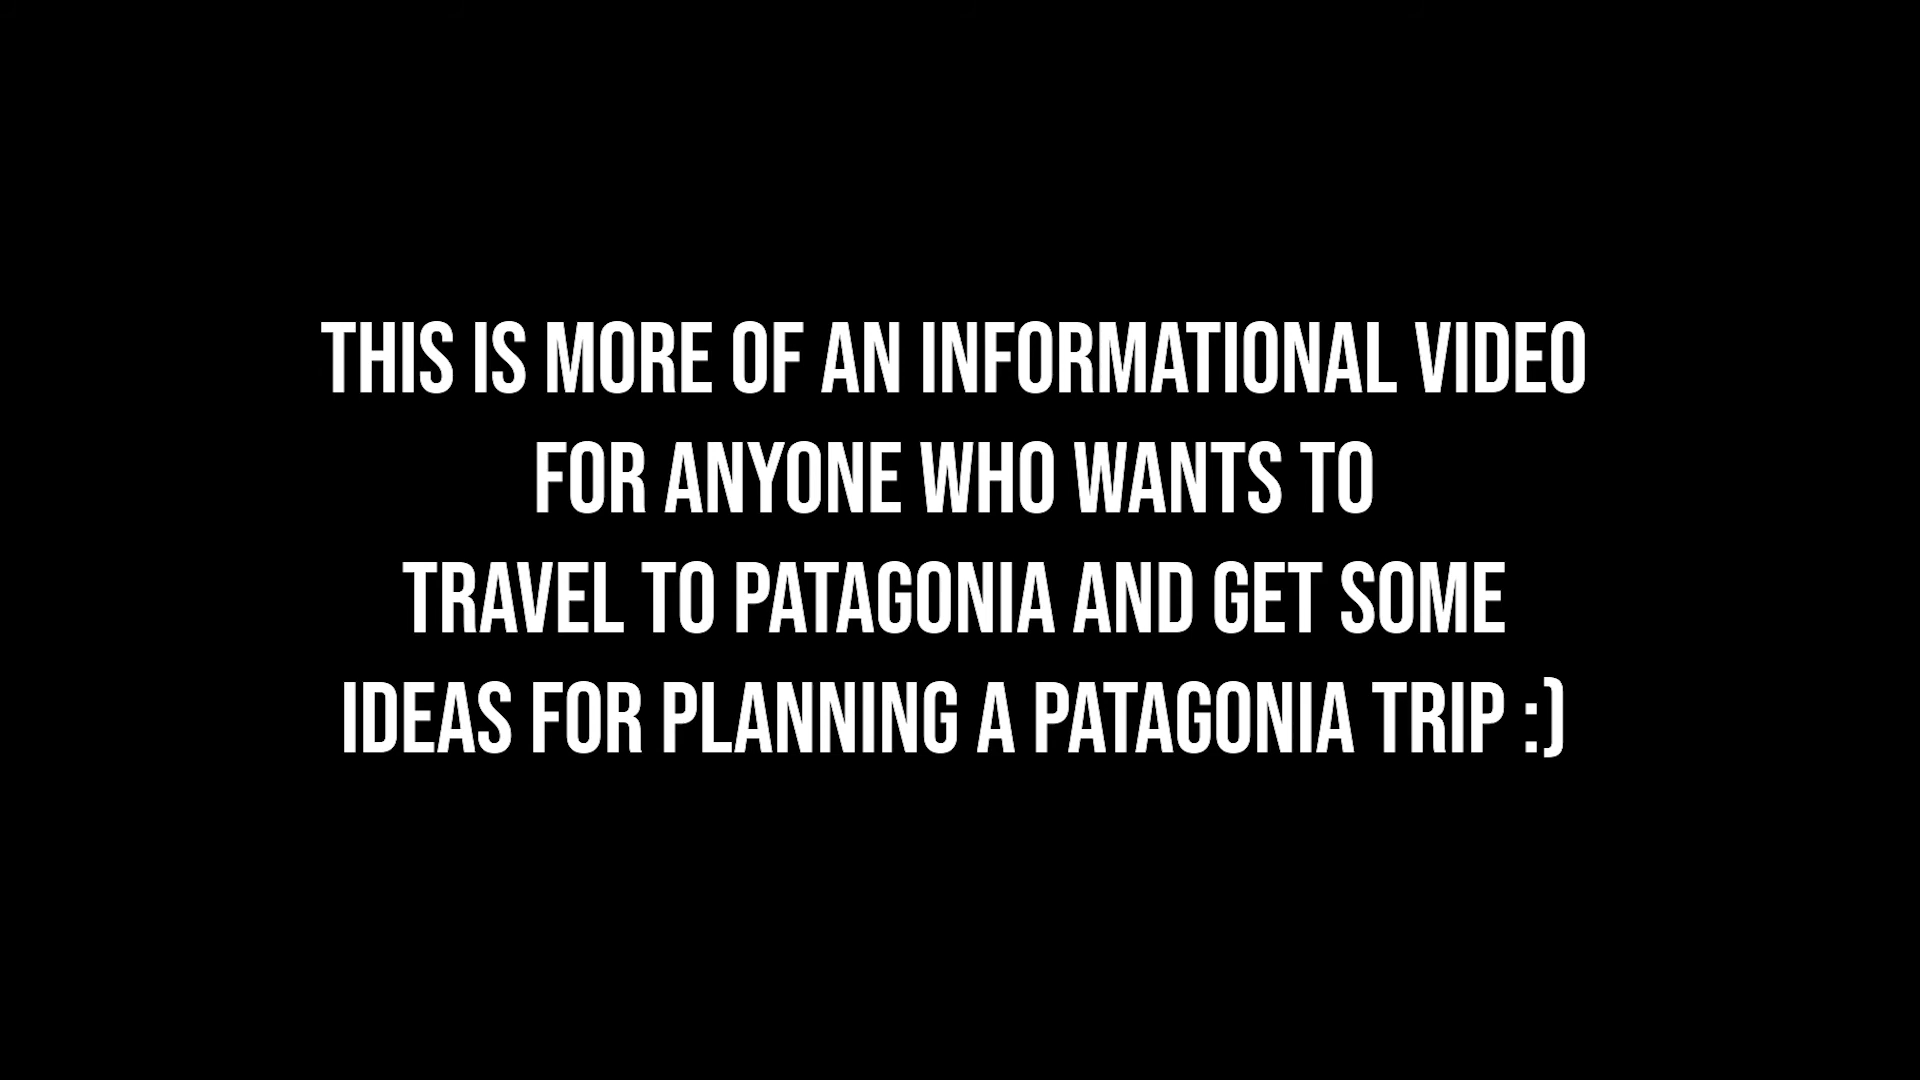 THIS IS MORE OF AN INFORMATIONAL VIDEO
FOR ANYONE WHO WANTS TO
TRAVEL TO PATAGONIA AND GET SOME
IDEAS FOR PLANNING A PATAGONIA TRIP :)